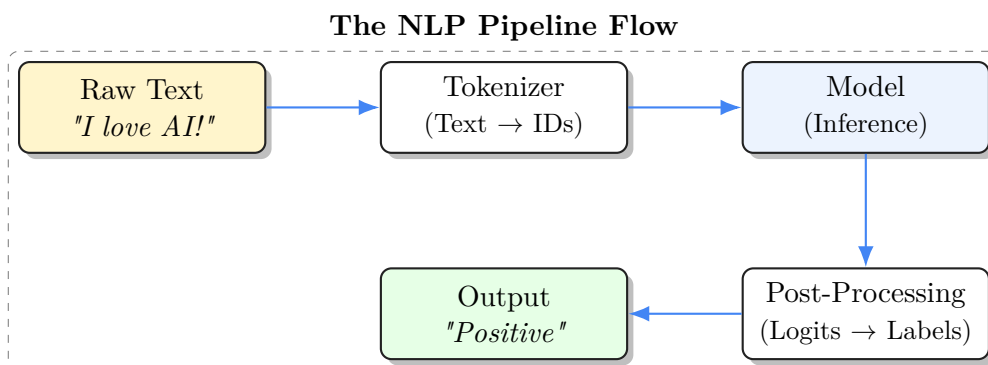 The NLP Pipeline Flow
Raw Text
"I love AI!"
Tokenizer
(Text → IDs)
Model
(Inference)
Post-Processing
(Logits → Labels)
Output
"Positive"